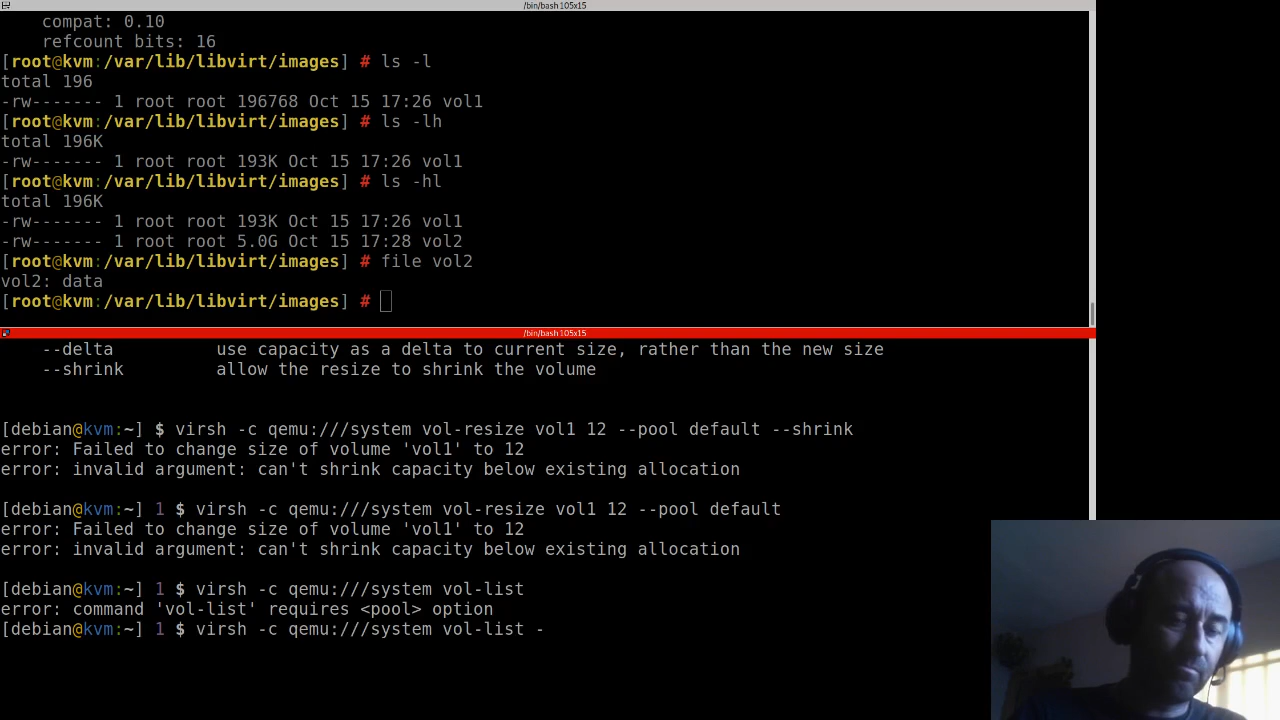 /bin/bash 105x15
compat: 0.10
refcount bits: 16
[root@kvm:/var/lib/libvirt/images] # ls -l
total 196
-rw------- 1 root root 196768 Oct 15 17:26 vol1
[root@kvm:/var/lib/libvirt/images] # ls -lh
total 196K
-rw------- 1 root root 193K Oct 15 17:26 vol1
[root@kvm:/var/lib/libvirt/images] # ls -hl
total 196K
-rw------- 1 root root 193K Oct 15 17:26 vol1
-rw------- 1 root root 5.0G Oct 15 17:28 vol2
[root@kvm:/var/lib/libvirt/images] # file vol2
vol2: data
[root@kvm:/var/lib/libvirt/images] #
/bin/bash 105x15
--delta          use capacity as a delta to current size, rather than the new size
--shrink         allow the resize to shrink the volume
[debian@kvm:~] $ virsh -c qemu:///system vol-resize vol1 12 --pool default --shrink
error: Failed to change size of volume 'vol1' to 12
error: invalid argument: can't shrink capacity below existing allocation
[debian@kvm:~] 1 $ virsh -c qemu:///system vol-resize vol1 12 --pool default
error: Failed to change size of volume 'vol1' to 12
error: invalid argument: can't shrink capacity below existing allocation
[debian@kvm:~] 1 $ virsh -c qemu:///system vol-list
error: command 'vol-list' requires <pool> option
[debian@kvm:~] 1 $ virsh -c qemu:///system vol-list -